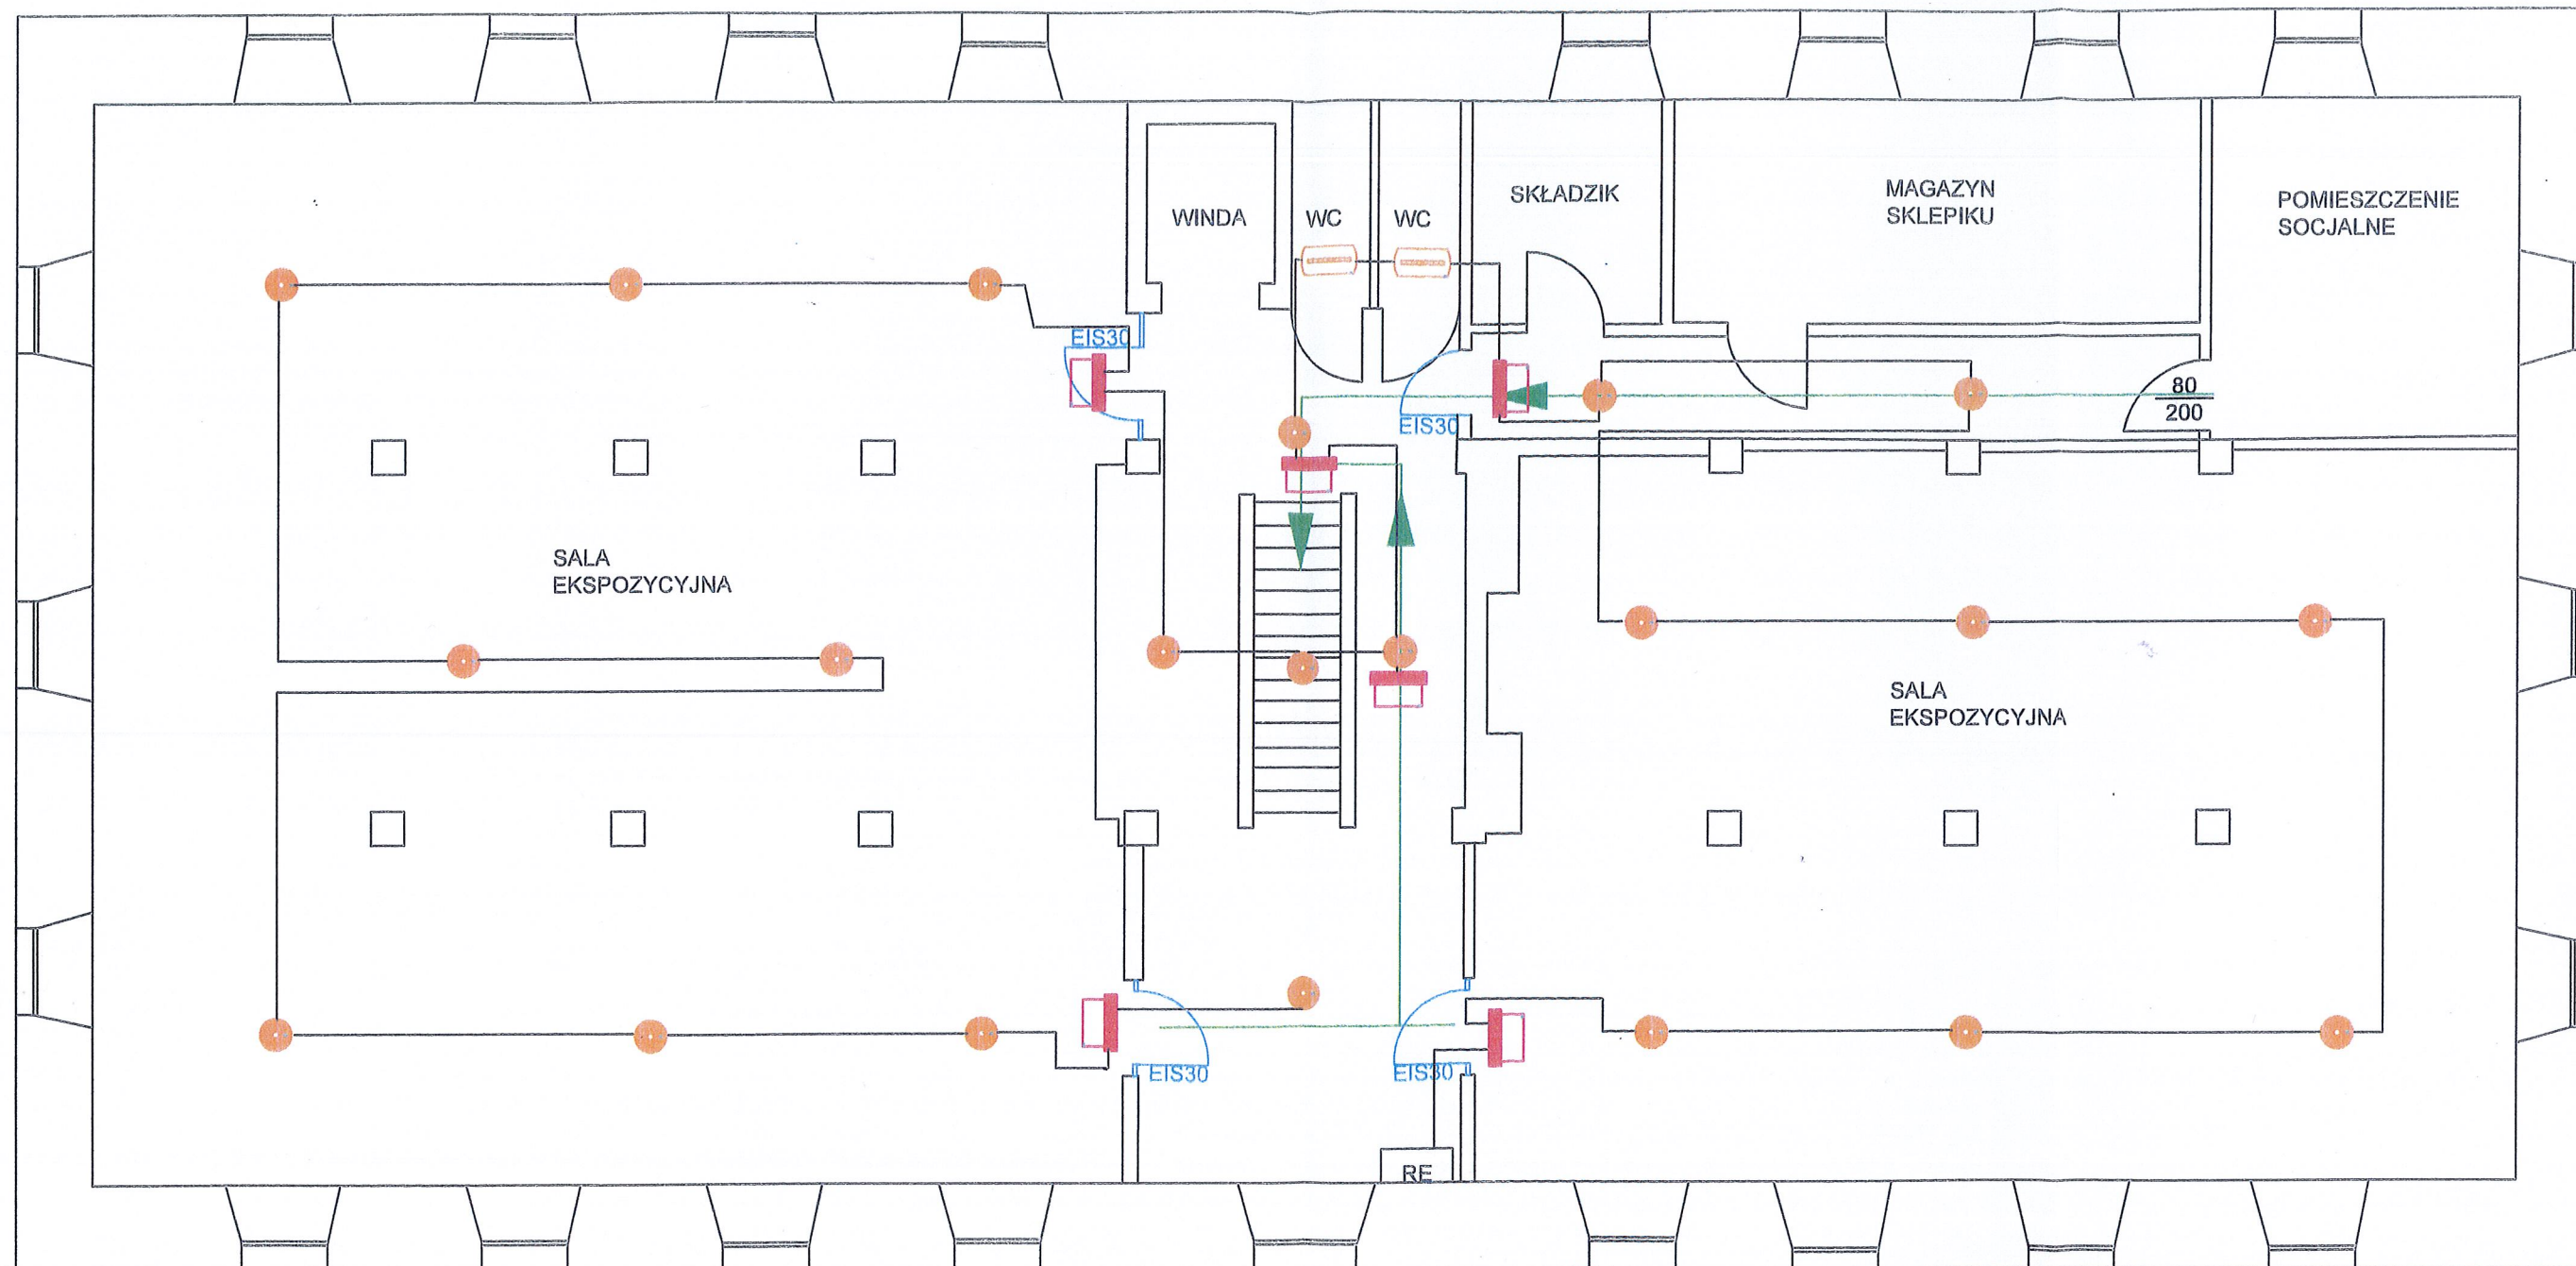 WINDA
WC
WC
SKŁADZIK
MAGAZYN
SKLEPIKU
POMIESZCZENIE
SOCJALNE
EIS30
EIS30
80
200
SALA
EKSPOZYCYJNA
SALA
EKSPOZYCYJNA
EIS30
EIS30
RE